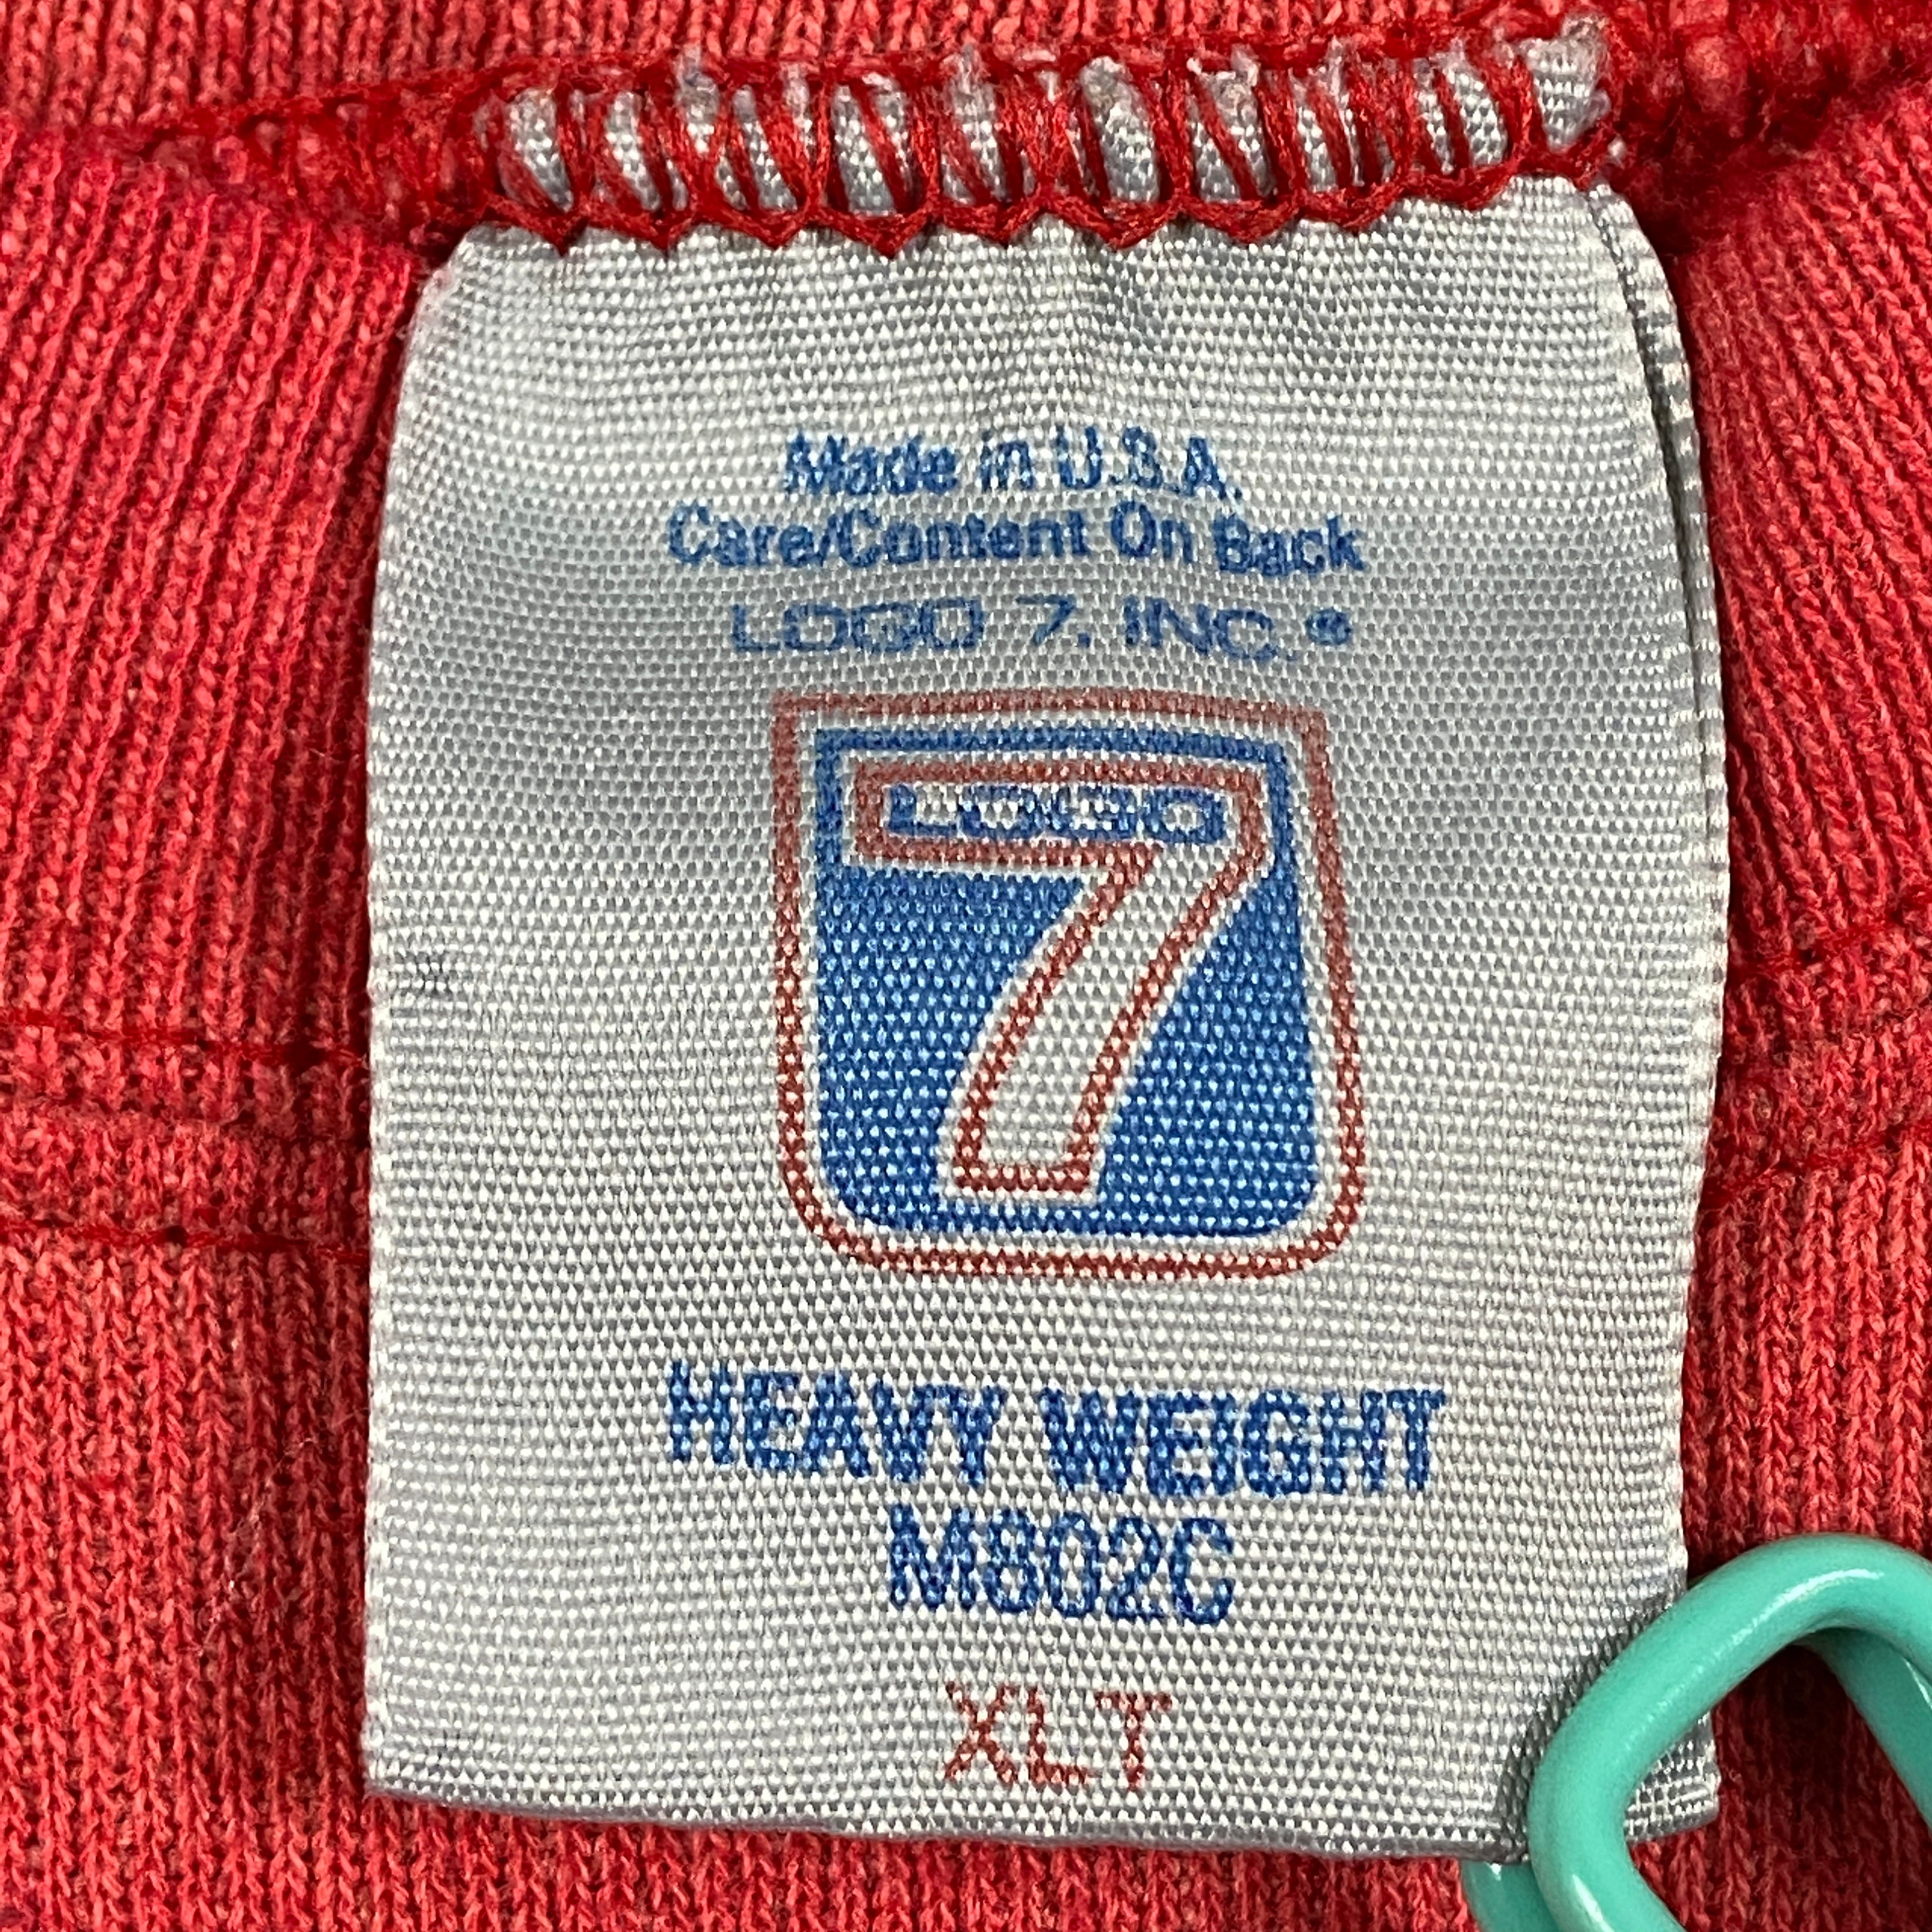 Made in U.S.A.
Care/Content On Back
LOGO 7, INC.®
LOGO
7
HEAVY WEIGHT
M802C
XLT